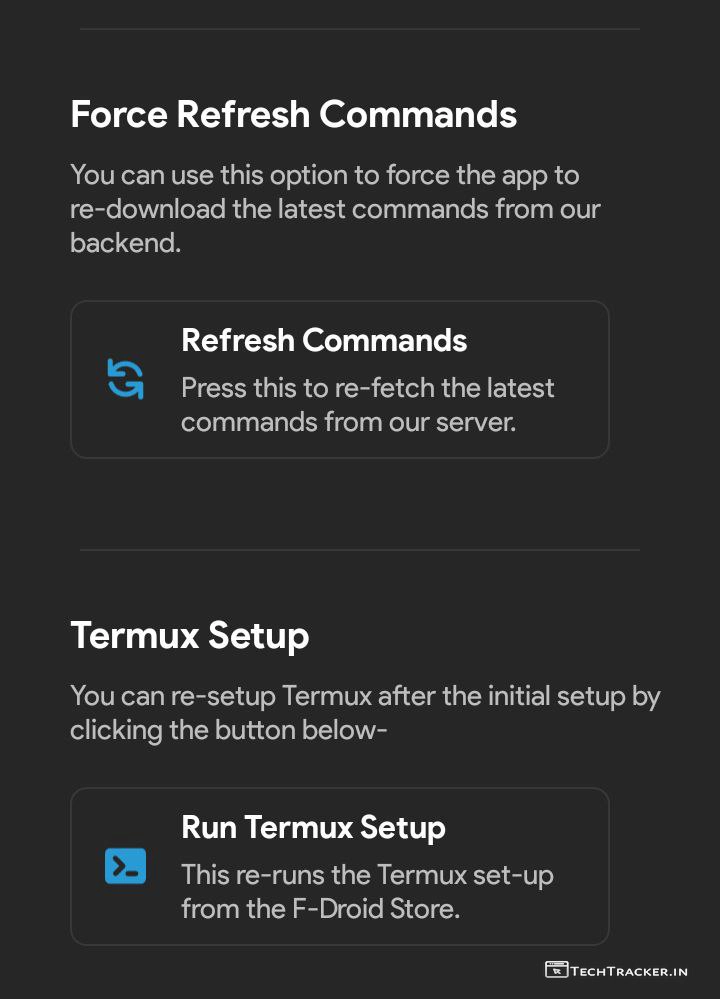 Force Refresh Commands
You can use this option to force the app to
re-download the latest commands from our
backend.
Refresh Commands
Press this to re-fetch the latest
commands from our server.
Termux Setup
You can re-setup Termux after the initial setup by
clicking the button below-
Run Termux Setup
This re-runs the Termux set-up
from the F-Droid Store.
TECHTRACKER.IN